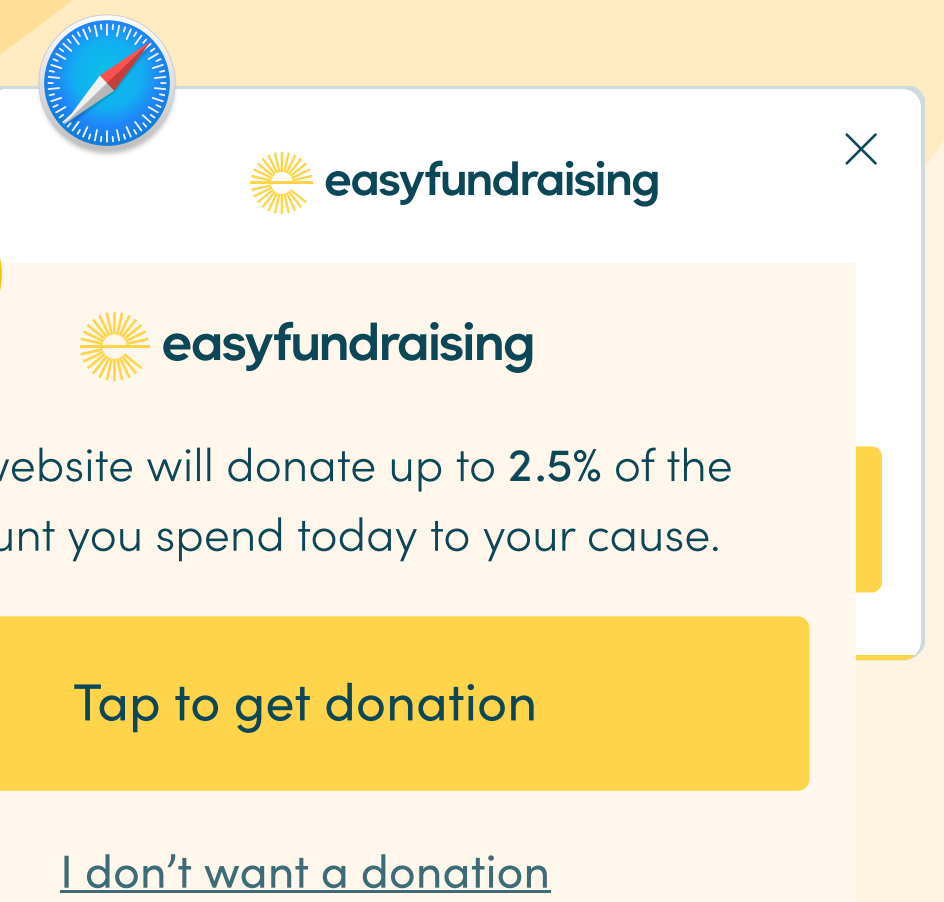 easyfundraising
easyfundraising
website will donate up to 2.5% of the
unt you spend today to your cause.
Tap to get donation
I don’t want a donation